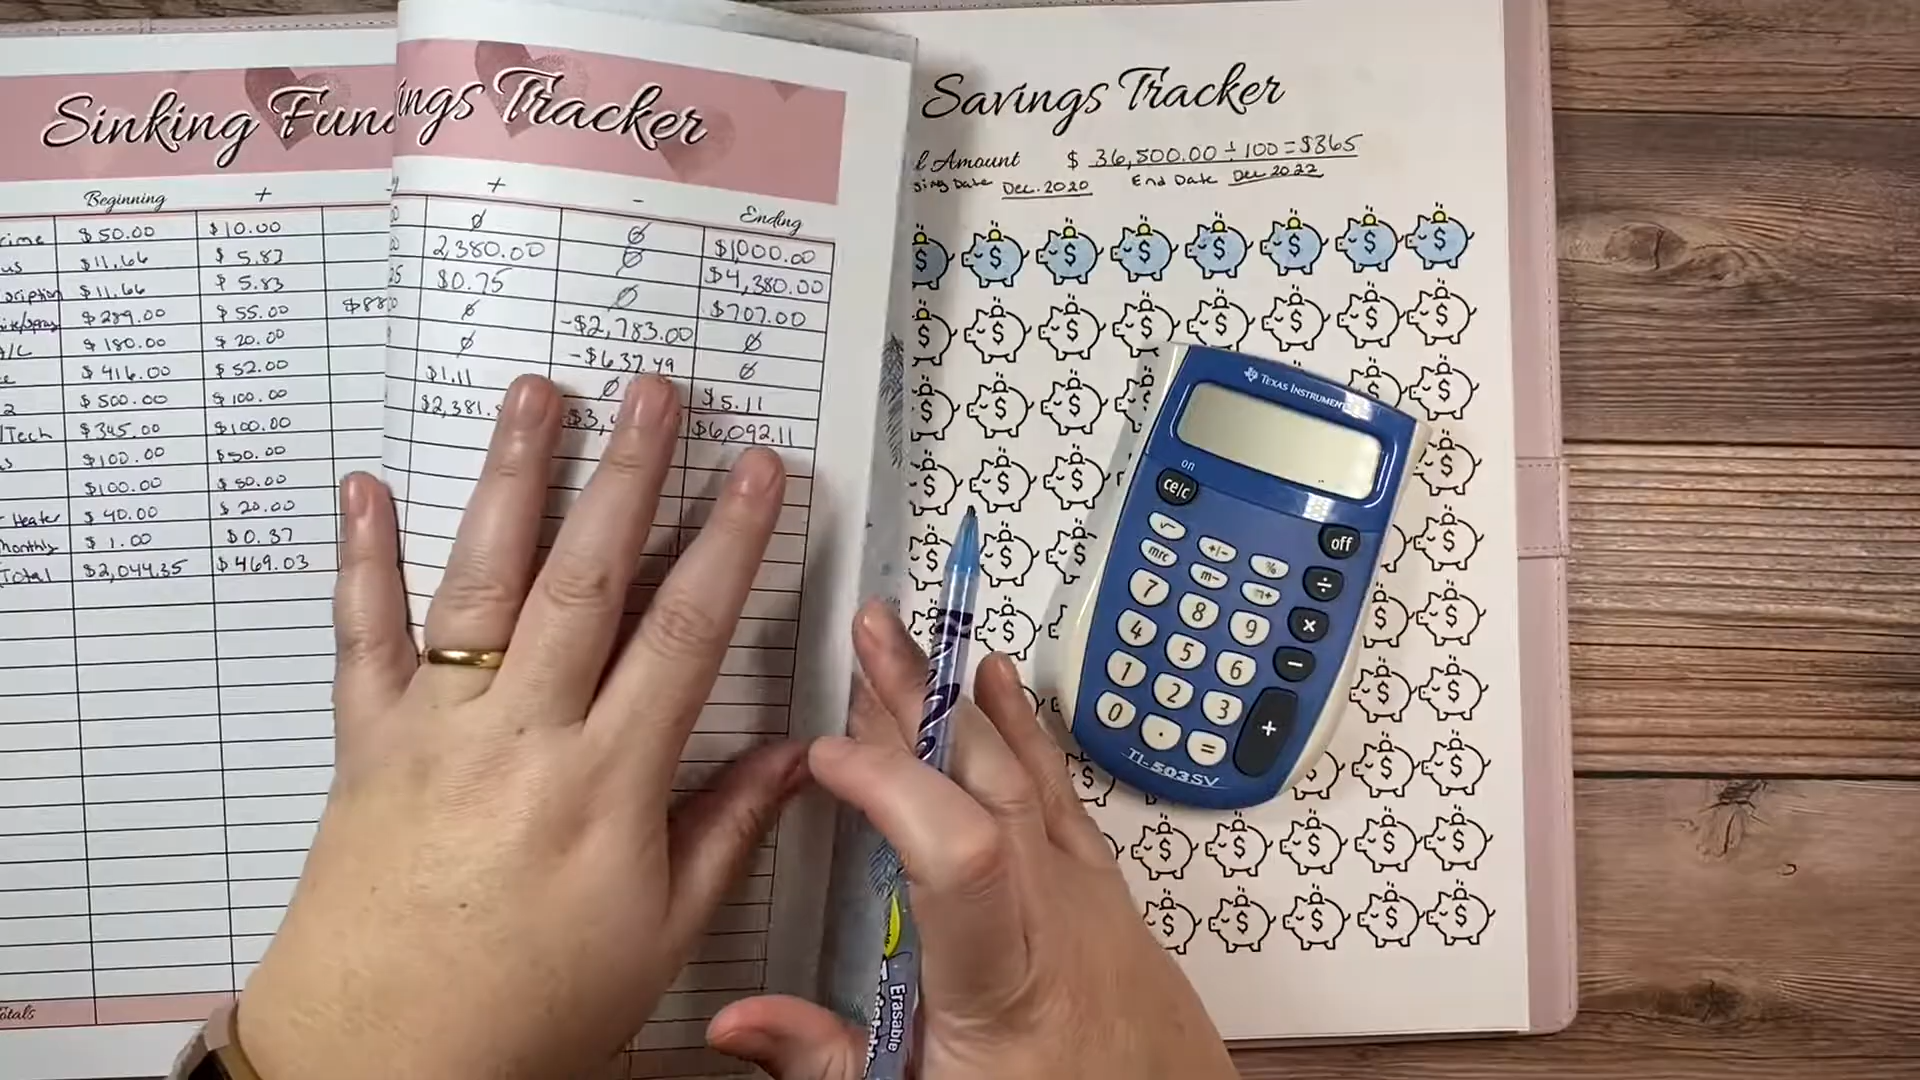 Sinking Fun
Beginning +
$50.00 $10.00
$11.66 $5.83
$11.66 $5.83
$289.00 $55.00
A/C $180.00 $20.00
$416.00 $52.00
2 $500.00 $100.00
/Tech $345.00 $100.00
$100.00 $50.00
$100.00 $50.00
Heater $40.00 $20.00
monthly $1.00 $0.37
Total $2,044.35 $469.03
Totals
ings Tracker
+ - Ending
∅ ∅ $1000.00
2,380.00 ∅ $4,380.00
$0.75 ∅ $707.00
∅ -$2,783.00 ∅
∅ -$637.49 ∅
$1.11 ∅ $5.11
$2,381. $6,092.11
Savings Tracker
l Amount $ 36,500.00 ÷ 100 = $365
Date Dec. 2020 End Date Dec 2022
TEXAS INSTRUMENTS
on
ce/c
√ +/- % off
mrc m- m+ ÷
7 8 9 ×
4 5 6 −
1 2 3 +
0 . =
TI-503SV
Erasable